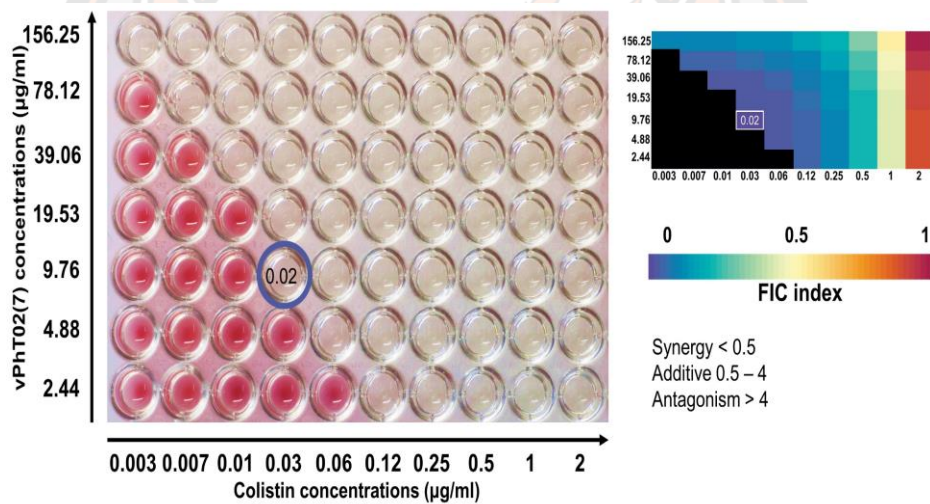 vPhT02(7) concentrations (µg/ml)
156.25
78.12
39.06
19.53
9.76
4.88
2.44
0.02
0.003 0.007 0.01 0.03 0.06 0.12 0.25 0.5 1 2
Colistin concentrations (µg/ml)
156.25
78.12
39.06
19.53
9.76
4.88
2.44
0.02
0.003 0.007 0.01 0.03 0.06 0.12 0.25 0.5 1 2
0 0.5 1
FIC index
Synergy < 0.5
Additive 0.5 – 4
Antagonism > 4